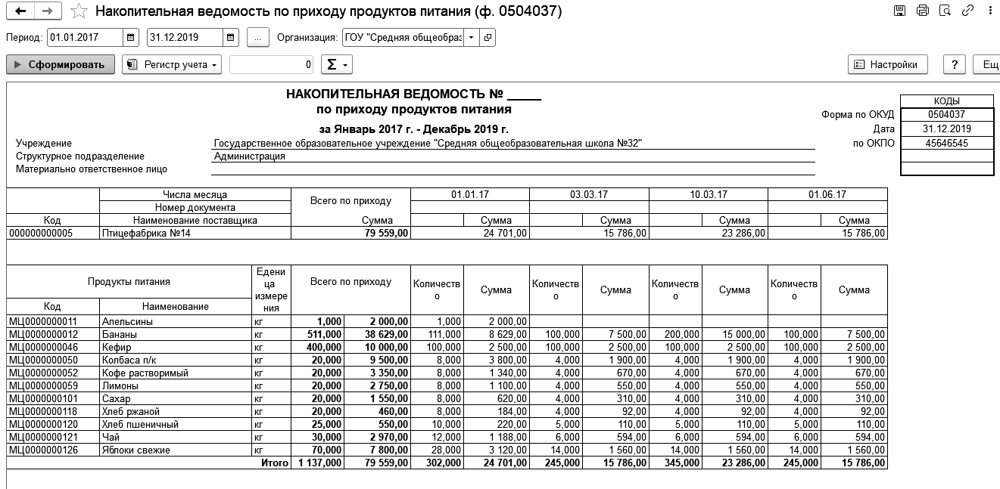 Накопительная ведомость по приходу продуктов питания (ф. 0504037)
Период: 01.01.2017 31.12.2019 ... Организация: ГОУ "Средняя общеобраз
Сформировать Регистр учета 0 Σ Настройки ? Ещ
НАКОПИТЕЛЬНАЯ ВЕДОМОСТЬ № _____
по приходу продуктов питания
за Январь 2017 г. - Декабрь 2019 г.
КОДЫ
Форма по ОКУД 0504037
Дата 31.12.2019
Учреждение Государственное образовательное учреждение "Средняя общеобразовательная школа №32" по ОКПО 45646545
Структурное подразделение Администрация
Материально ответственное лицо
Числа месяца Всего по приходу 01.01.17 03.03.17 10.03.17 01.06.17
Номер документа
Код Наименование поставщика Сумма Сумма Сумма Сумма Сумма
000000000005 Птицефабрика №14 79 559,00 24 701,00 15 786,00 23 286,00 15 786,00
Продукты питания Едени
ца
измере
ния Всего по приходу Количеств
о Сумма Количеств
о Сумма Количеств
о Сумма Количеств
о Сумма
Код Наименование
МЦ0000000011 Апельсины кг 1,000 2 000,00 1,000 2 000,00
МЦ0000000012 Бананы кг 511,000 38 629,00 111,000 8 629,00 100,000 7 500,00 200,000 15 000,00 100,000 7 500,00
МЦ0000000046 Кефир кг 400,000 10 000,00 100,000 2 500,00 100,000 2 500,00 100,000 2 500,00 100,000 2 500,00
МЦ0000000050 Колбаса п/к кг 20,000 9 500,00 8,000 3 800,00 4,000 1 900,00 4,000 1 900,00 4,000 1 900,00
МЦ0000000052 Кофе растворимый кг 20,000 3 350,00 8,000 1 340,00 4,000 670,00 4,000 670,00 4,000 670,00
МЦ0000000059 Лимоны кг 20,000 2 750,00 8,000 1 100,00 4,000 550,00 4,000 550,00 4,000 550,00
МЦ0000000101 Сахар кг 20,000 1 550,00 8,000 620,00 4,000 310,00 4,000 310,00 4,000 310,00
МЦ0000000118 Хлеб ржаной кг 20,000 460,00 8,000 184,00 4,000 92,00 4,000 92,00 4,000 92,00
МЦ0000000120 Хлеб пшеничный кг 25,000 550,00 10,000 220,00 5,000 110,00 5,000 110,00 5,000 110,00
МЦ0000000121 Чай кг 30,000 2 970,00 12,000 1 188,00 6,000 594,00 6,000 594,00 6,000 594,00
МЦ0000000126 Яблоки свежие кг 70,000 7 800,00 28,000 3 120,00 14,000 1 560,00 14,000 1 560,00 14,000 1 560,00
Итого 1 137,000 79 559,00 302,000 24 701,00 245,000 15 786,00 345,000 23 286,00 245,000 15 786,00